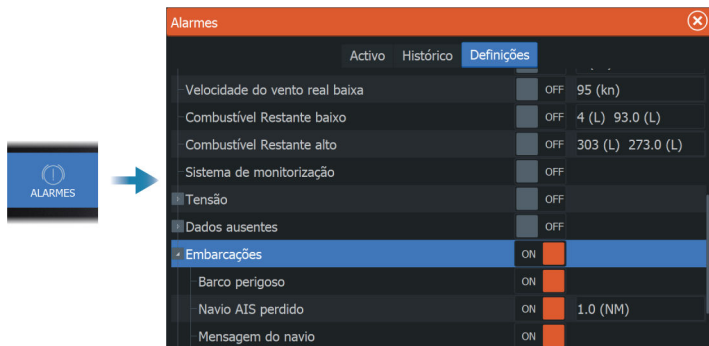 Alarmes
Activo Histórico Definições
Velocidade do vento real baixa OFF 95 (kn)
Combustível Restante baixo OFF 4 (L) 93.0 (L)
Combustível Restante alto OFF 303 (L) 273.0 (L)
Sistema de monitorização OFF
Tensão OFF
Dados ausentes OFF
Embarcações ON
Barco perigoso ON
Navio AIS perdido ON 1.0 (NM)
Mensagem do navio ON
ALARMES